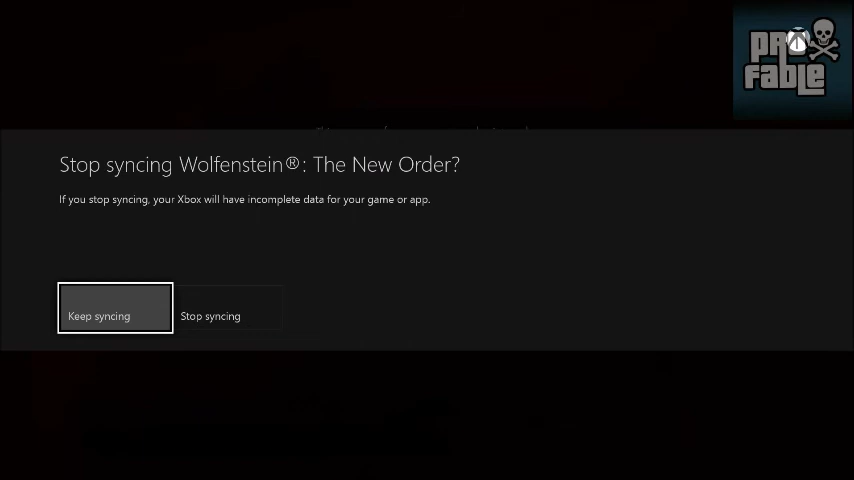 PRO
FABLE
Stop syncing Wolfenstein®: The New Order?
If you stop syncing, your Xbox will have incomplete data for your game or app.
Keep syncing
Stop syncing